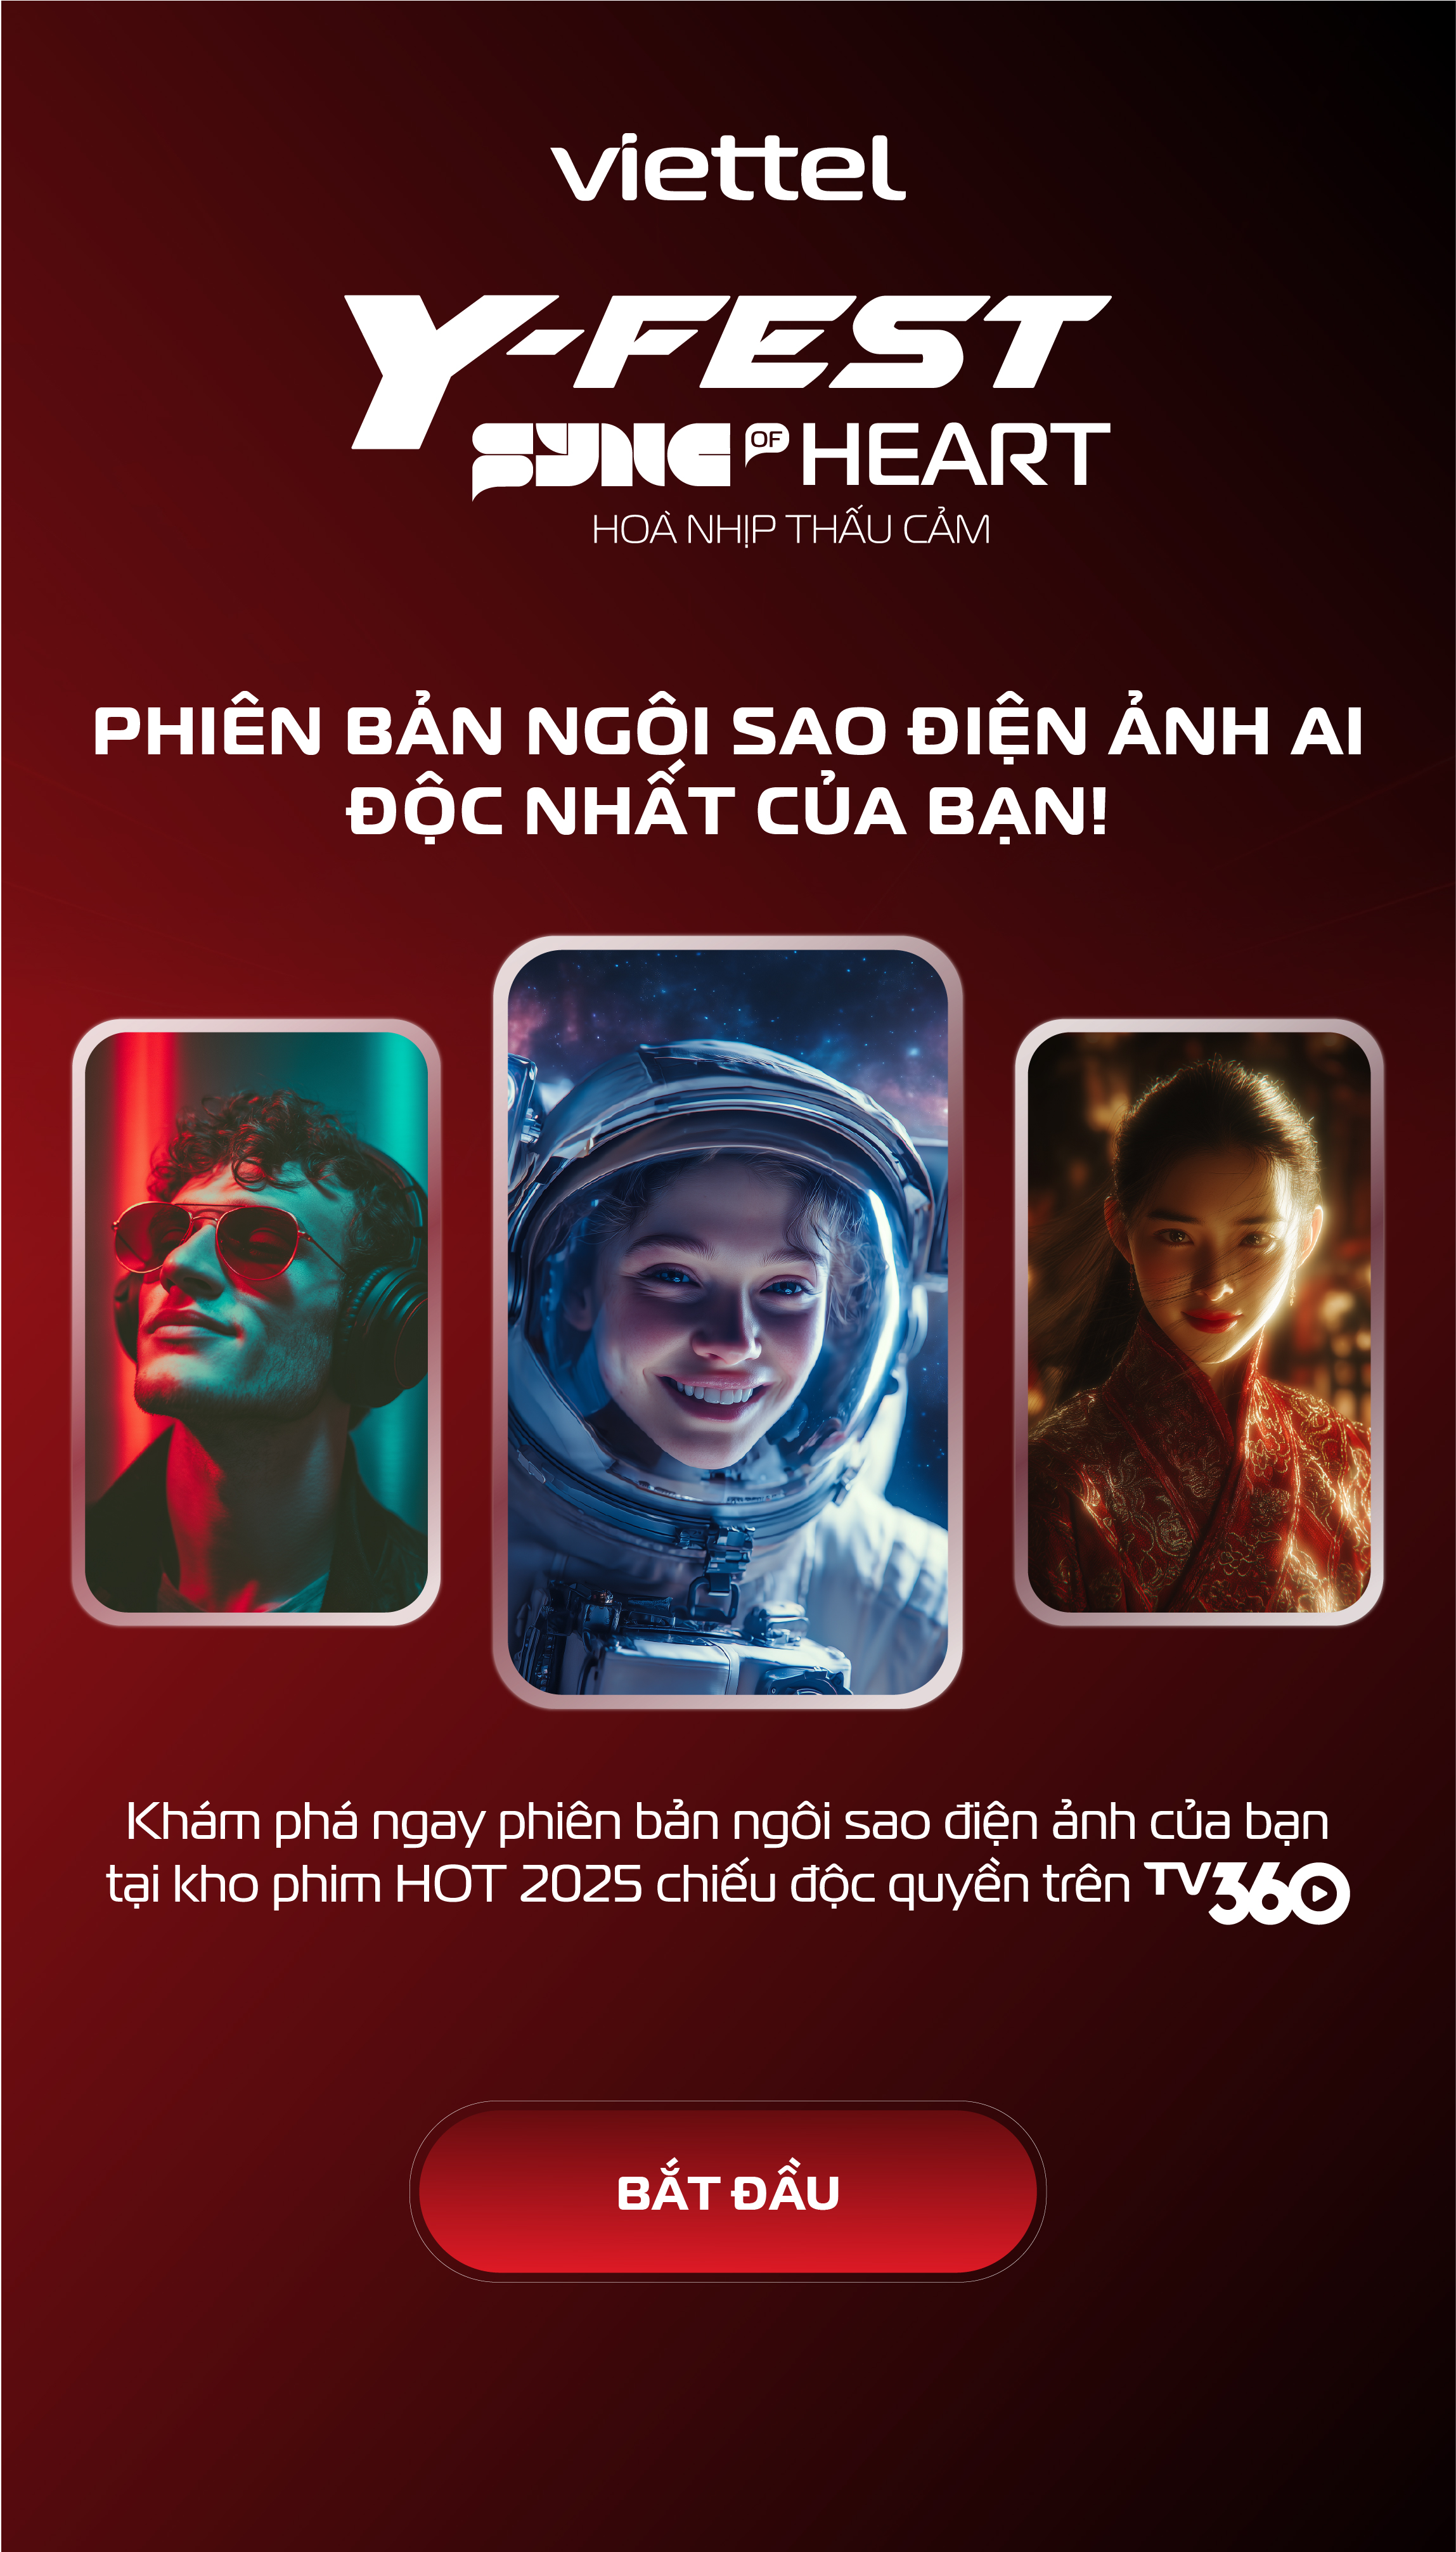 viettel
Y-FEST
SYNC OF HEART
HOÀ NHỊP THẤU CẢM
PHIÊN BẢN NGÔI SAO ĐIỆN ẢNH AI
ĐỘC NHẤT CỦA BẠN!
Khám phá ngay phiên bản ngôi sao điện ảnh của bạn
tại kho phim HOT 2025 chiếu độc quyền trên TV360
BẮT ĐẦU